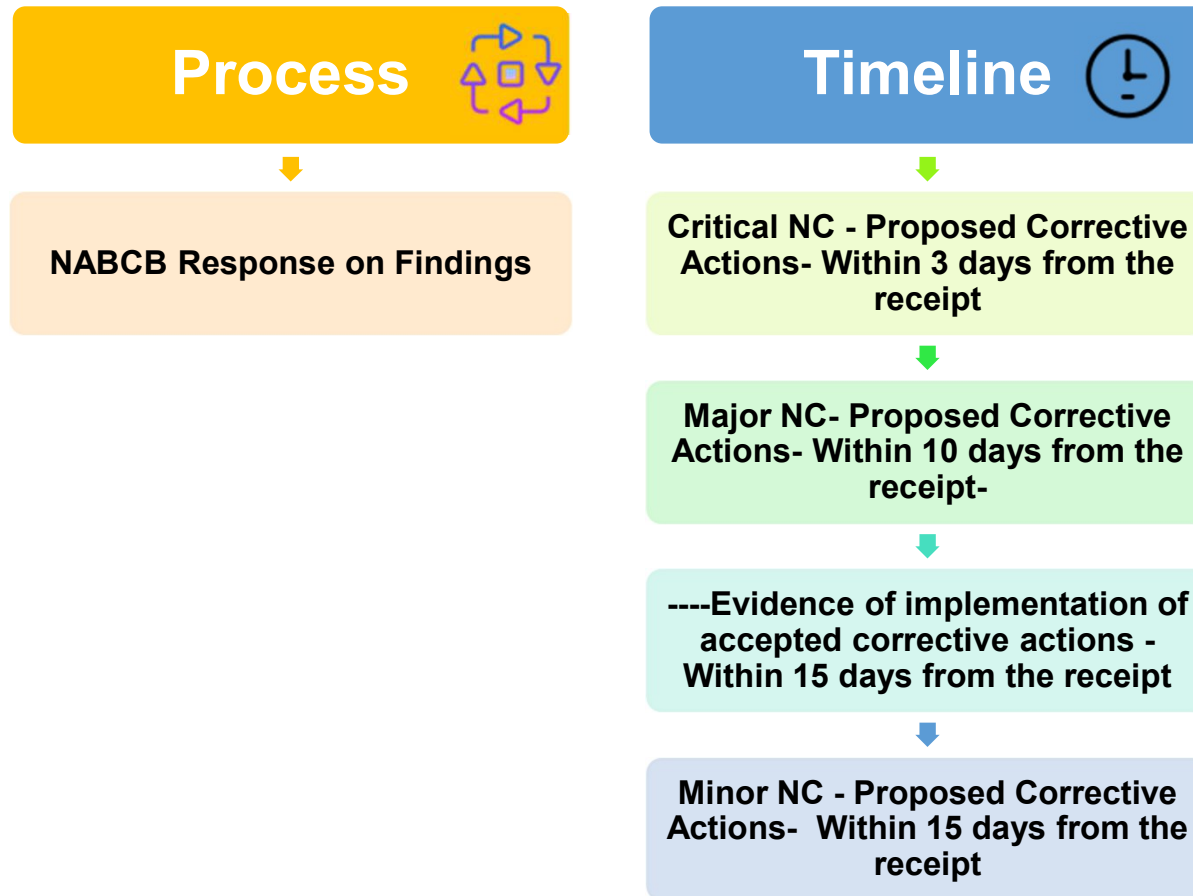 Process
Timeline
NABCB Response on Findings
Critical NC - Proposed Corrective
Actions- Within 3 days from the
receipt
Major NC- Proposed Corrective
Actions- Within 10 days from the
receipt-
----Evidence of implementation of
accepted corrective actions -
Within 15 days from the receipt
Minor NC - Proposed Corrective
Actions-  Within 15 days from the
receipt